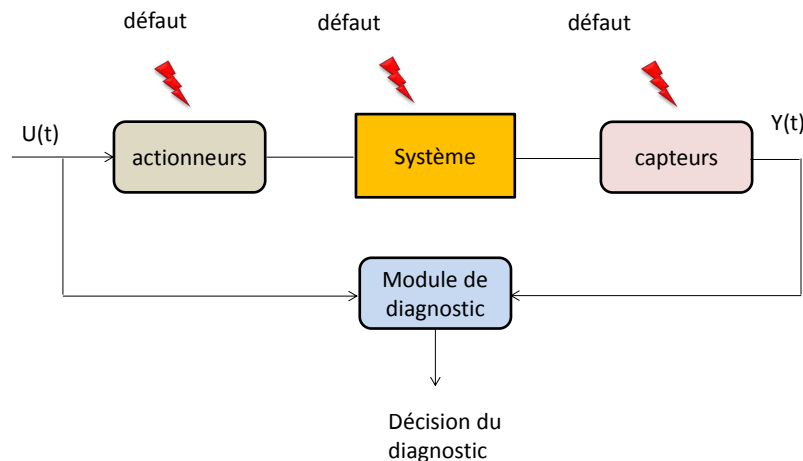 défaut
défaut
défaut
U(t)
actionneurs
Système
capteurs
Y(t)
Module de
diagnostic
Décision du
diagnostic